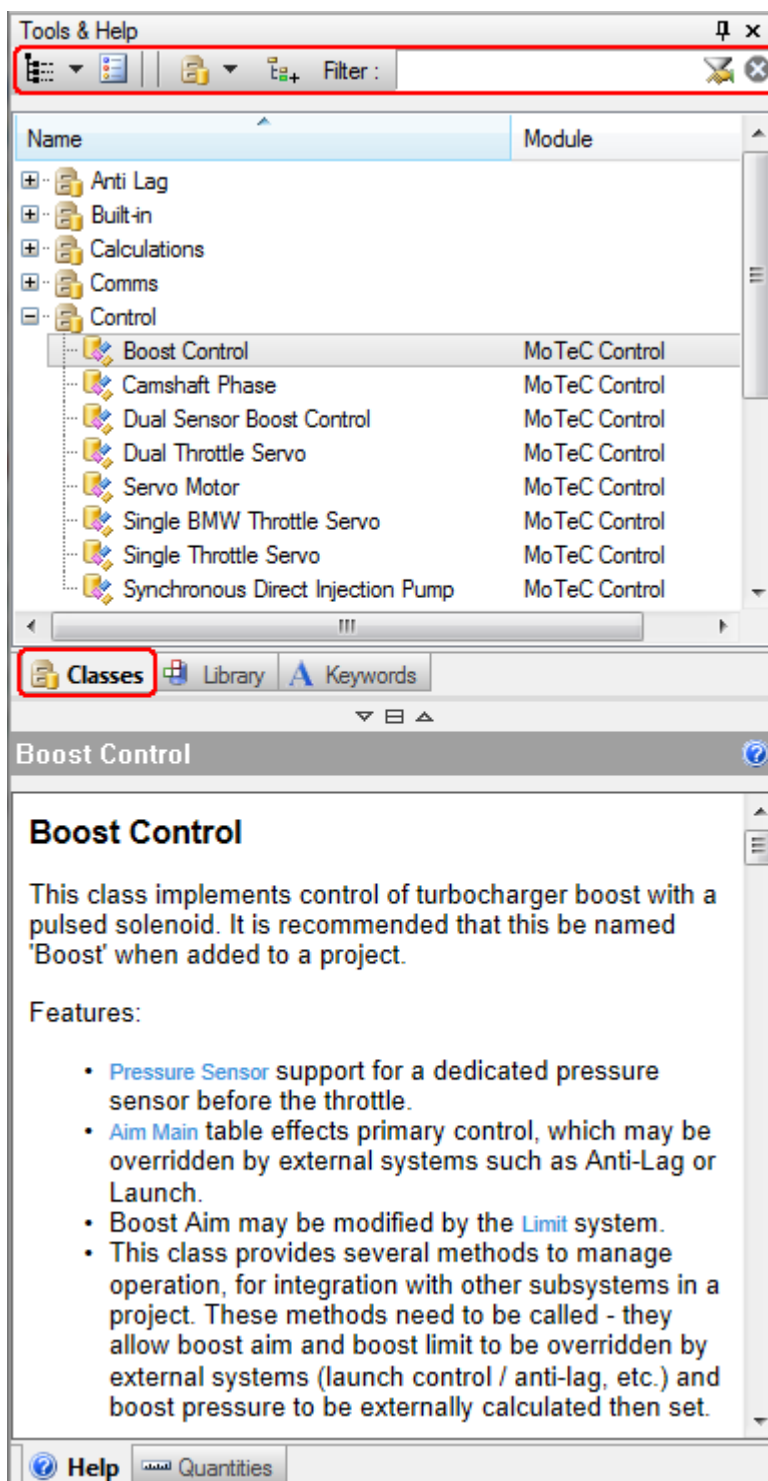 Tools & Help
Filter :
Name Module
Anti Lag
Built-in
Calculations
Comms
Control
Boost Control MoTeC Control
Camshaft Phase MoTeC Control
Dual Sensor Boost Control MoTeC Control
Dual Throttle Servo MoTeC Control
Servo Motor MoTeC Control
Single BMW Throttle Servo MoTeC Control
Single Throttle Servo MoTeC Control
Synchronous Direct Injection Pump MoTeC Control
Classes Library Keywords
Boost Control
Boost Control
This class implements control of turbocharger boost with a
pulsed solenoid. It is recommended that this be named
'Boost' when added to a project.
Features:
• Pressure Sensor support for a dedicated pressure
sensor before the throttle.
• Aim Main table effects primary control, which may be
overridden by external systems such as Anti-Lag or
Launch.
• Boost Aim may be modified by the Limit system.
• This class provides several methods to manage
operation, for integration with other subsystems in a
project. These methods need to be called - they
allow boost aim and boost limit to be overridden by
external systems (launch control / anti-lag, etc.) and
boost pressure to be externally calculated then set.
Help Quantities